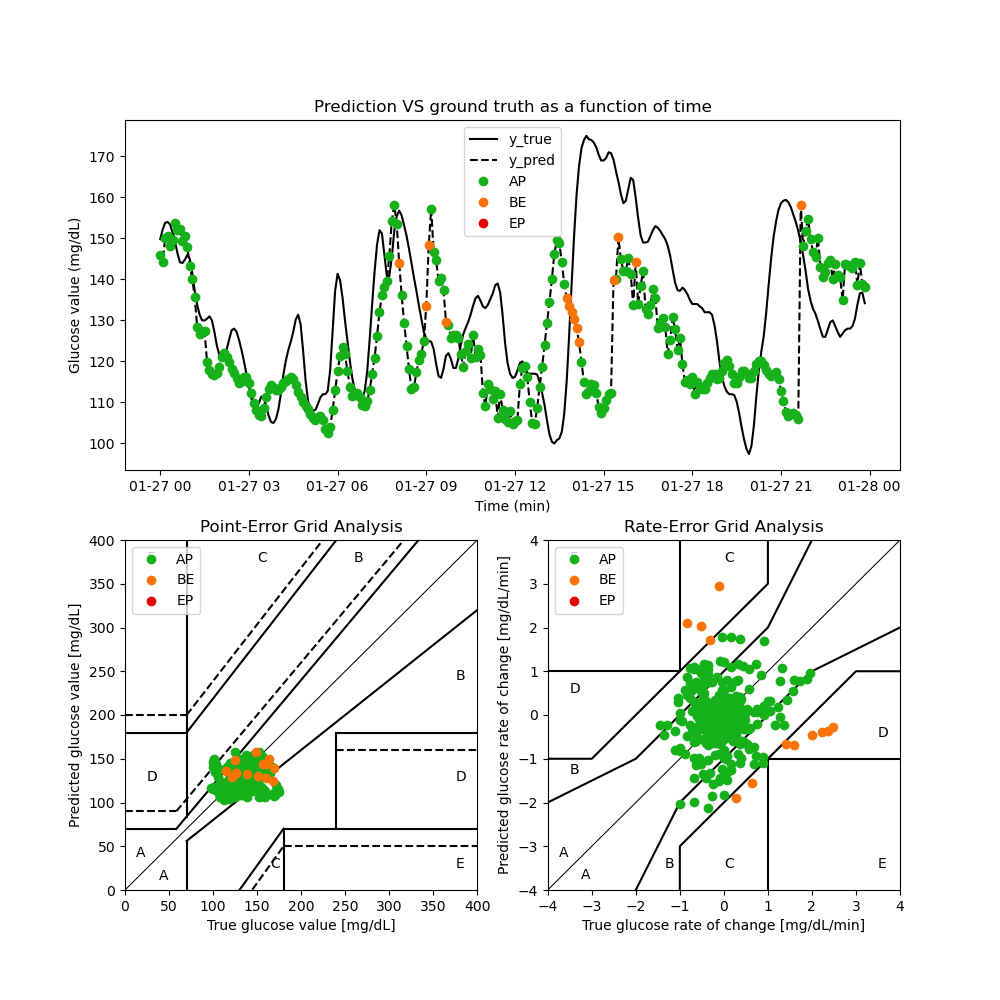 Prediction VS ground truth as a function of time
Glucose value (mg/dL)
170
160
150
140
130
120
110
100
y_true
y_pred
AP
BE
EP
01-27 00 01-27 03 01-27 06 01-27 09 01-27 12 01-27 15 01-27 18 01-27 21 01-28 00
Time (min)
Point-Error Grid Analysis
Predicted glucose value [mg/dL]
400
350
300
250
200
150
100
50
0
AP
BE
EP
C
B
B
D
D
A
A
C
E
0 50 100 150 200 250 300 350 400
True glucose value [mg/dL]
Rate-Error Grid Analysis
Predicted glucose rate of change [mg/dL/min]
4
3
2
1
0
−1
−2
−3
−4
AP
BE
EP
C
D
D
B
A
A
B
C
E
−4 −3 −2 −1 0 1 2 3 4
True glucose rate of change [mg/dL/min]